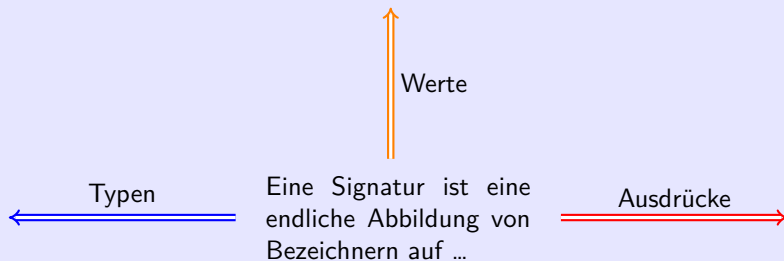 Werte
Typen
Eine Signatur ist eine
endliche Abbildung von
Bezeichnern auf ...
Ausdrücke